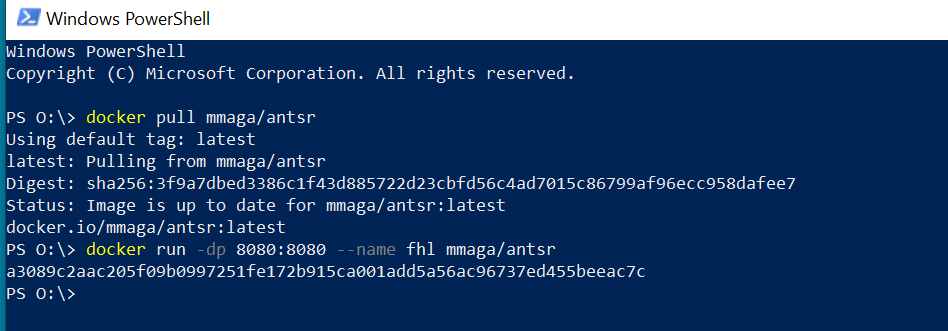 Windows PowerShell
Windows PowerShell
Copyright (C) Microsoft Corporation. All rights reserved.
PS O:\> docker pull mmaga/antsr
Using default tag: latest
latest: Pulling from mmaga/antsr
Digest: sha256:3f9a7dbed3386c1f43d885722d23cbfd56c4ad7015c86799af96ecc958dafee7
Status: Image is up to date for mmaga/antsr:latest
docker.io/mmaga/antsr:latest
PS O:\> docker run -dp 8080:8080 --name fhl mmaga/antsr
a3089c2aac205f09b0997251fe172b915ca001add5a56ac96737ed455beeac7c
PS O:\>